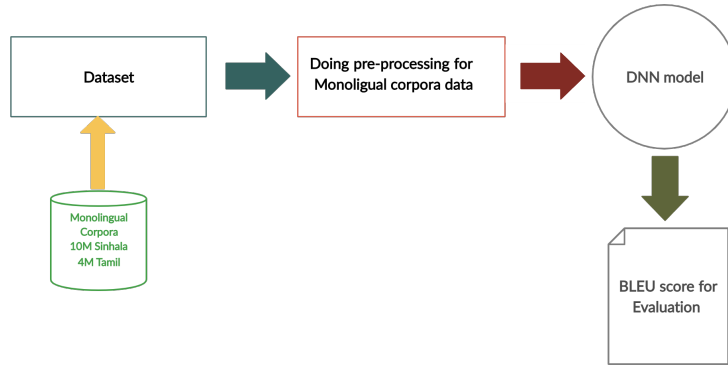 Dataset
Doing pre-processing for
Monoligual corpora data
DNN model
Monolingual
Corpora
10M Sinhala
4M Tamil
BLEU score for
Evaluation